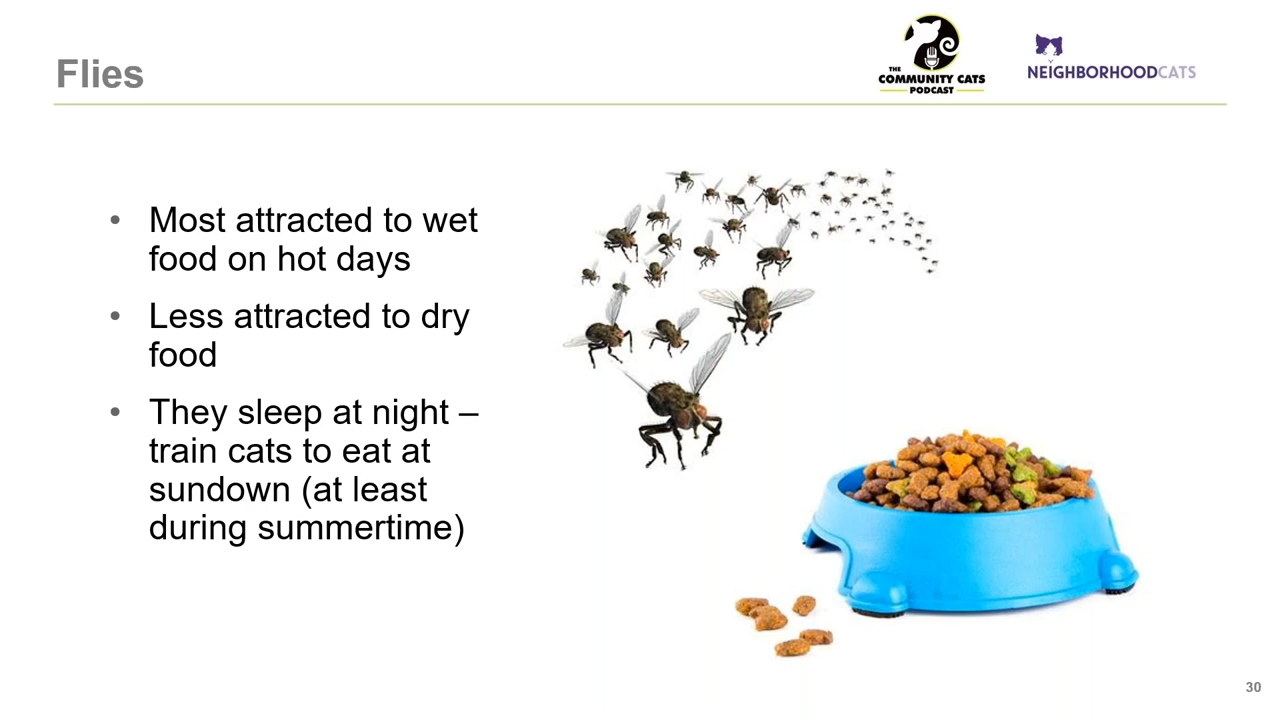 Flies
THE
COMMUNITY CATS
PODCAST
NEIGHBORHOODCATS
• Most attracted to wet
food on hot days
• Less attracted to dry
food
• They sleep at night –
train cats to eat at
sundown (at least
during summertime)
30